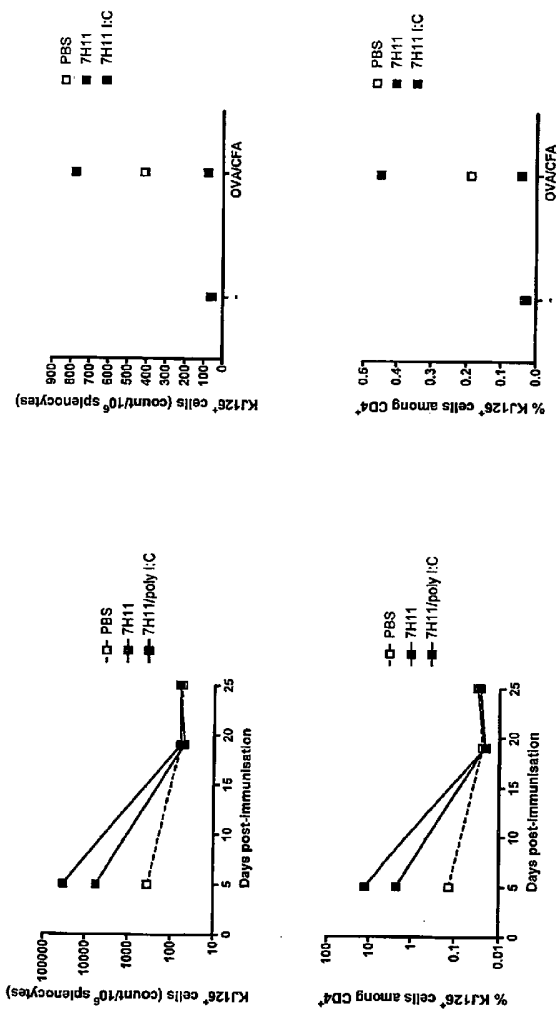 KJ126⁺ cells (count/10⁶ splenocytes)
100000
10000
1000
100
10
0
5
10
15
20
25
Days post-Immunisation
PBS
7H11
7H11/poly I:C
KJ126⁺ cells (count/10⁶ splenocytes)
900
800
700
600
500
400
300
200
100
0
-
OVA/CFA
PBS
7H11
7H11 I:C
% KJ126⁺ cells among CD4⁺
100
10
1
0.1
0.01
0
5
10
15
20
25
Days post-immunisation
PBS
7H11
7H11/poly I:C
% KJ126⁺ cells among CD4⁺
0.5
0.4
0.3
0.2
0.1
0.0
-
OVA/CFA
PBS
7H11
7H11 I:C